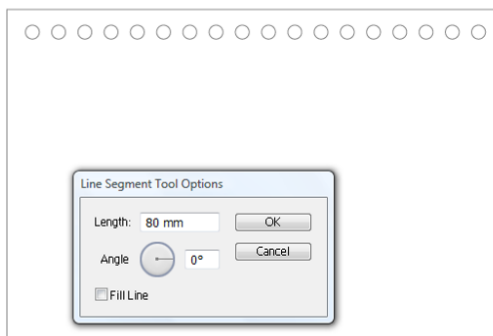 Line Segment Tool Options
Length: 80 mm OK
Angle 0° Cancel
Fill Line